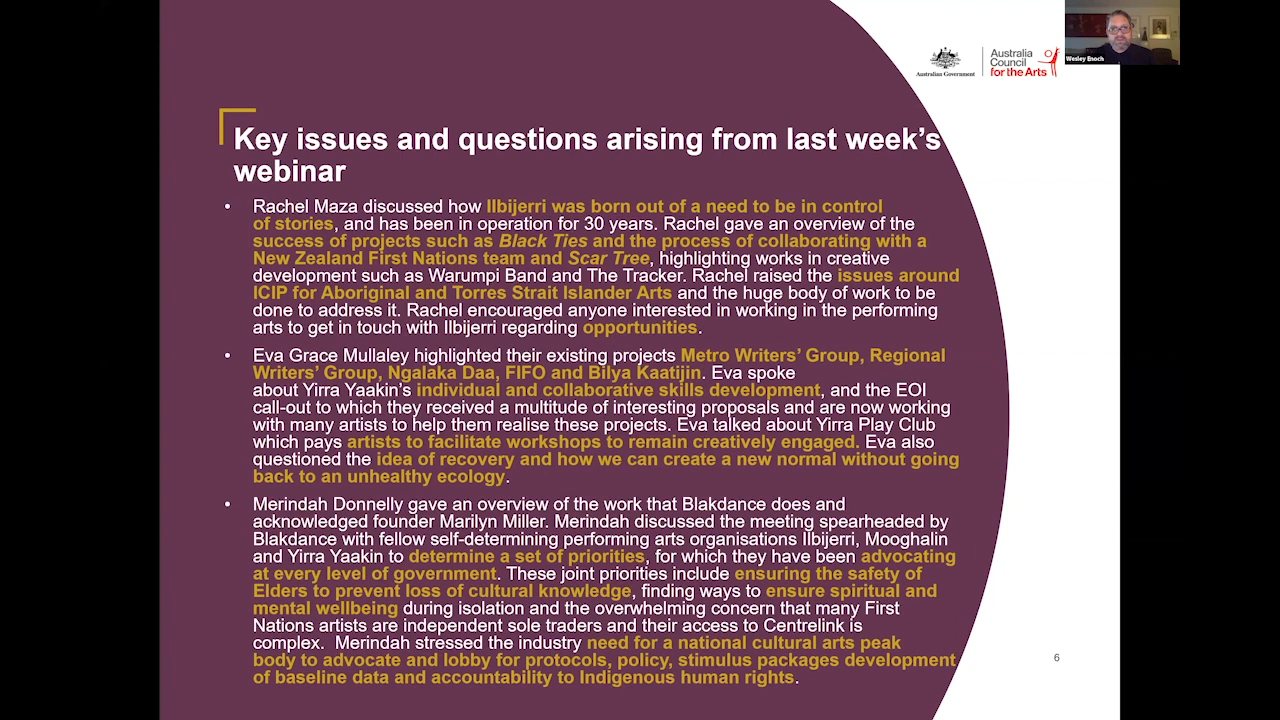 Wesley Enoch
Australian Government
Australia
Council
for the Arts
Key issues and questions arising from last week's
webinar
• Rachel Maza discussed how Ilbijerri was born out of a need to be in control
of stories, and has been in operation for 30 years. Rachel gave an overview of the
success of projects such as Black Ties and the process of collaborating with a
New Zealand First Nations team and Scar Tree, highlighting works in creative
development such as Warumpi Band and The Tracker. Rachel raised the issues around
ICIP for Aboriginal and Torres Strait Islander Arts and the huge body of work to be
done to address it. Rachel encouraged anyone interested in working in the performing
arts to get in touch with Ilbijerri regarding opportunities.
• Eva Grace Mullaley highlighted their existing projects Metro Writers' Group, Regional
Writers' Group, Ngalaka Daa, FIFO and Bilya Kaatijin. Eva spoke
about Yirra Yaakin's individual and collaborative skills development, and the EOI
call-out to which they received a multitude of interesting proposals and are now working
with many artists to help them realise these projects. Eva talked about Yirra Play Club
which pays artists to facilitate workshops to remain creatively engaged. Eva also
questioned the idea of recovery and how we can create a new normal without going
back to an unhealthy ecology.
• Merindah Donnelly gave an overview of the work that Blakdance does and
acknowledged founder Marilyn Miller. Merindah discussed the meeting spearheaded by
Blakdance with fellow self-determining performing arts organisations Ilbijerri, Mooghalin
and Yirra Yaakin to determine a set of priorities, for which they have been advocating
at every level of government. These joint priorities include ensuring the safety of
Elders to prevent loss of cultural knowledge, finding ways to ensure spiritual and
mental wellbeing during isolation and the overwhelming concern that many First
Nations artists are independent sole traders and their access to Centrelink is
complex. Merindah stressed the industry need for a national cultural arts peak
body to advocate and lobby for protocols, policy, stimulus packages development
of baseline data and accountability to Indigenous human rights.
6